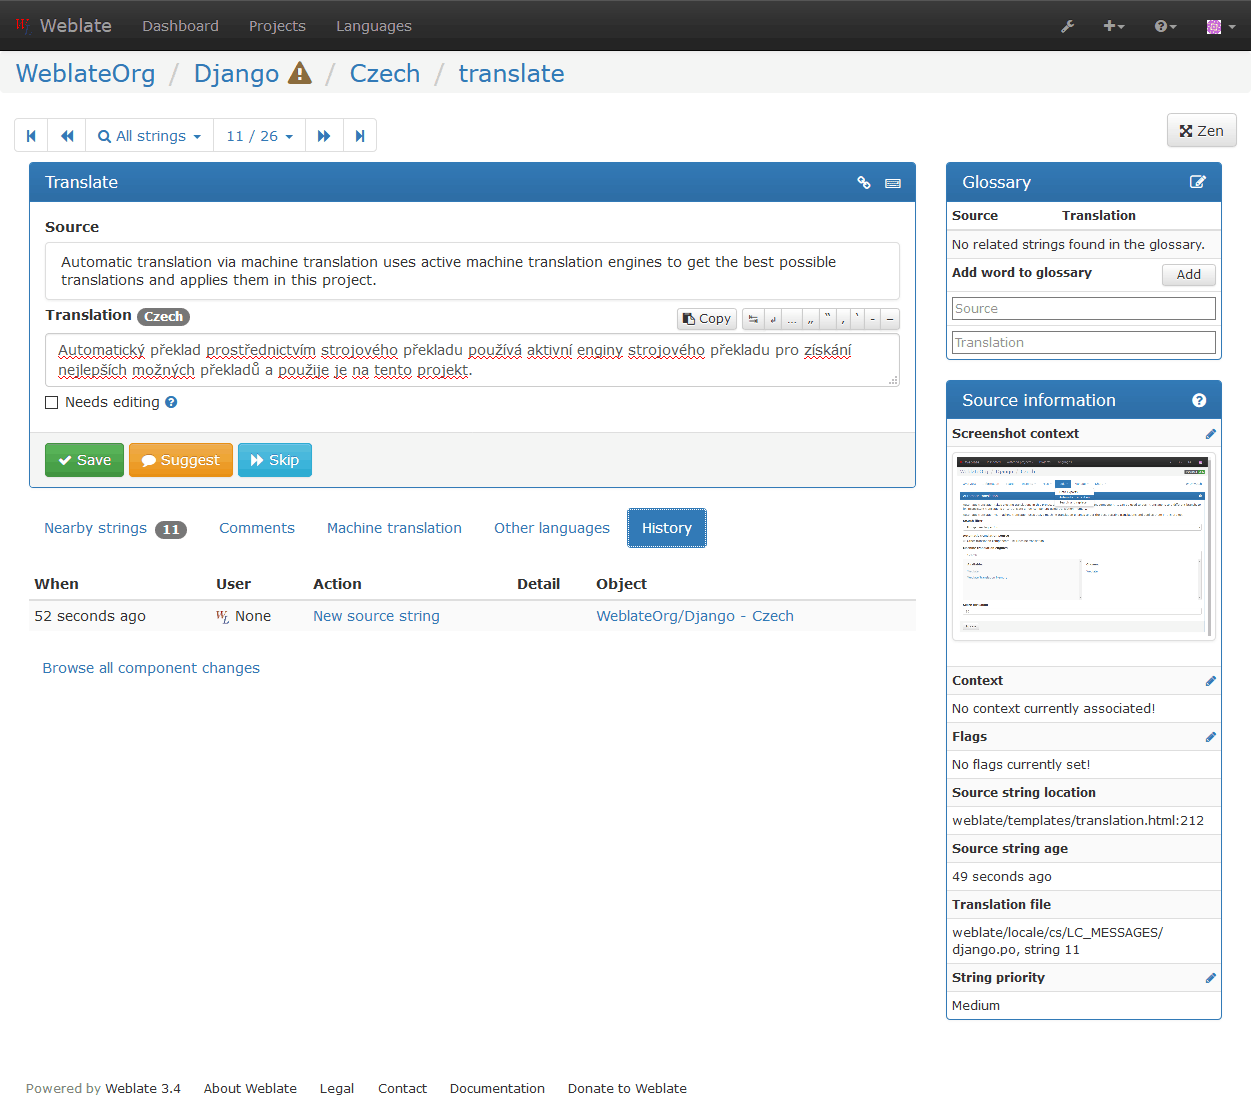 Weblate Dashboard Projects Languages
WeblateOrg / Django / Czech / translate
All strings 11 / 26 Zen
Translate
Source
Automatic translation via machine translation uses active machine translation engines to get the best possible
translations and applies them in this project.
Translation Czech Copy
Automatický překlad prostřednictvím strojového překladu používá aktivní enginy strojového překladu pro získání
nejlepších možných překladů a použije je na tento projekt.
Needs editing
Save Suggest Skip
Nearby strings 11 Comments Machine translation Other languages History
When User Action Detail Object
52 seconds ago None New source string WeblateOrg/Django - Czech
Browse all component changes
Glossary
Source Translation
No related strings found in the glossary.
Add word to glossary Add
Source
Translation
Source information
Screenshot context
Context
No context currently associated!
Flags
No flags currently set!
Source string location
weblate/templates/translation.html:212
Source string age
49 seconds ago
Translation file
weblate/locale/cs/LC_MESSAGES/
django.po, string 11
String priority
Medium
Powered by Weblate 3.4 About Weblate Legal Contact Documentation Donate to Weblate